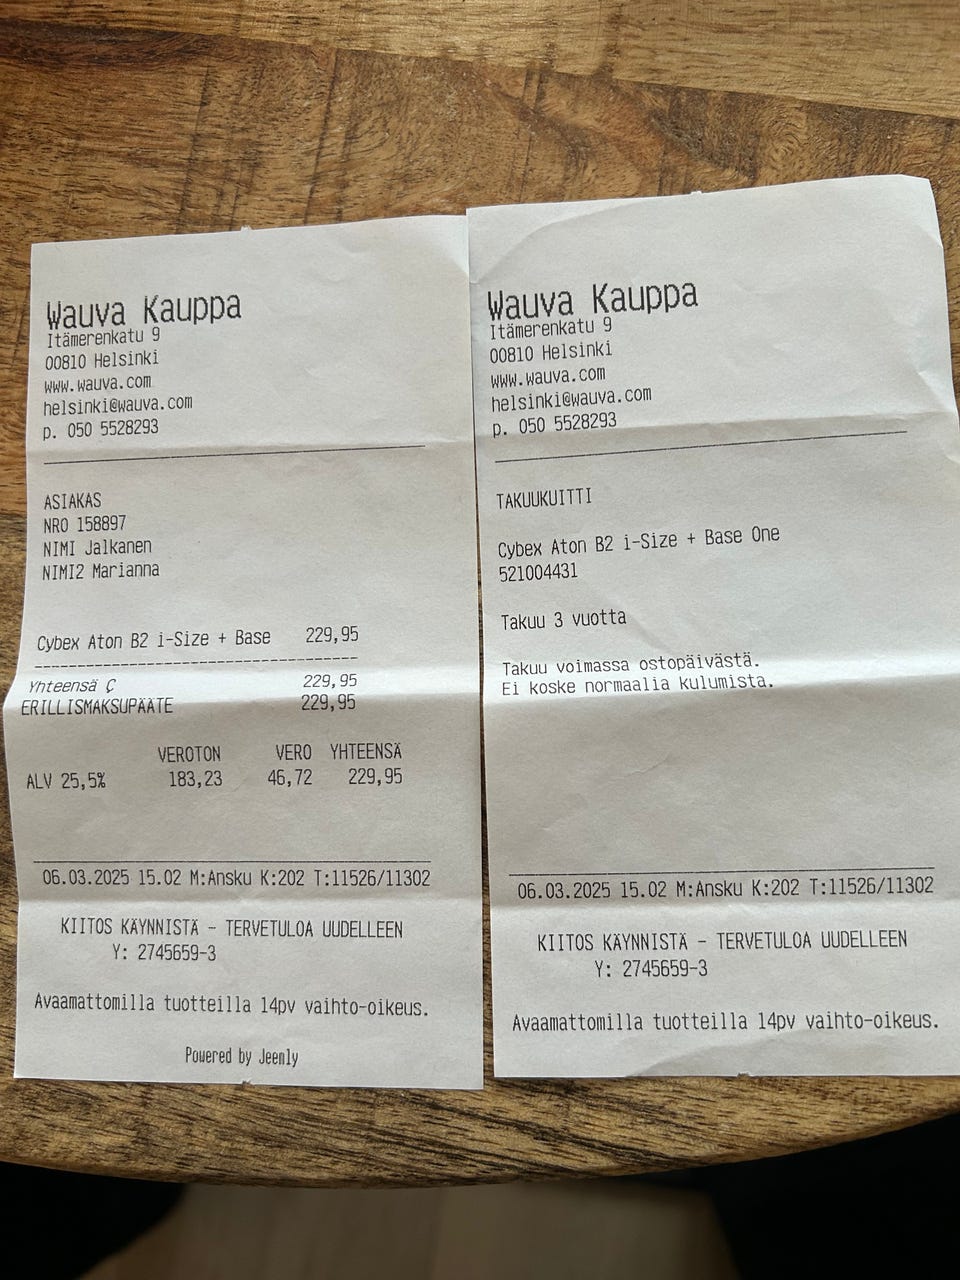 Wauva Kauppa
Itämerenkatu 9
00810 Helsinki
www.wauva.com
helsinki@wauva.com
p. 050 5528293
ASIAKAS
NRO 158897
NIMI Jalkanen
NIMI2 Marianna
Cybex Aton B2 i-Size + Base 229,95
Yhteensä Ç 229,95
ERILLISMAKSUPÄÄTE 229,95
VEROTON VERO YHTEENSÄ
ALV 25,5% 183,23 46,72 229,95
06.03.2025 15.02 M:Ansku K:202 T:11526/11302
KIITOS KÄYNNISTÄ - TERVETULOA UUDELLEEN
Y: 2745659-3
Avaamattomilla tuotteilla 14pv vaihto-oikeus.
Powered by Jeemly
Wauva Kauppa
Itämerenkatu 9
00810 Helsinki
www.wauva.com
helsinki@wauva.com
p. 050 5528293
TAKUUKUITTI
Cybex Aton B2 i-Size + Base One
521004431
Takuu 3 vuotta
Takuu voimassa ostopäivästä.
Ei koske normaalia kulumista.
06.03.2025 15.02 M:Ansku K:202 T:11526/11302
KIITOS KÄYNNISTÄ - TERVETULOA UUDELLEEN
Y: 2745659-3
Avaamattomilla tuotteilla 14pv vaihto-oikeus.